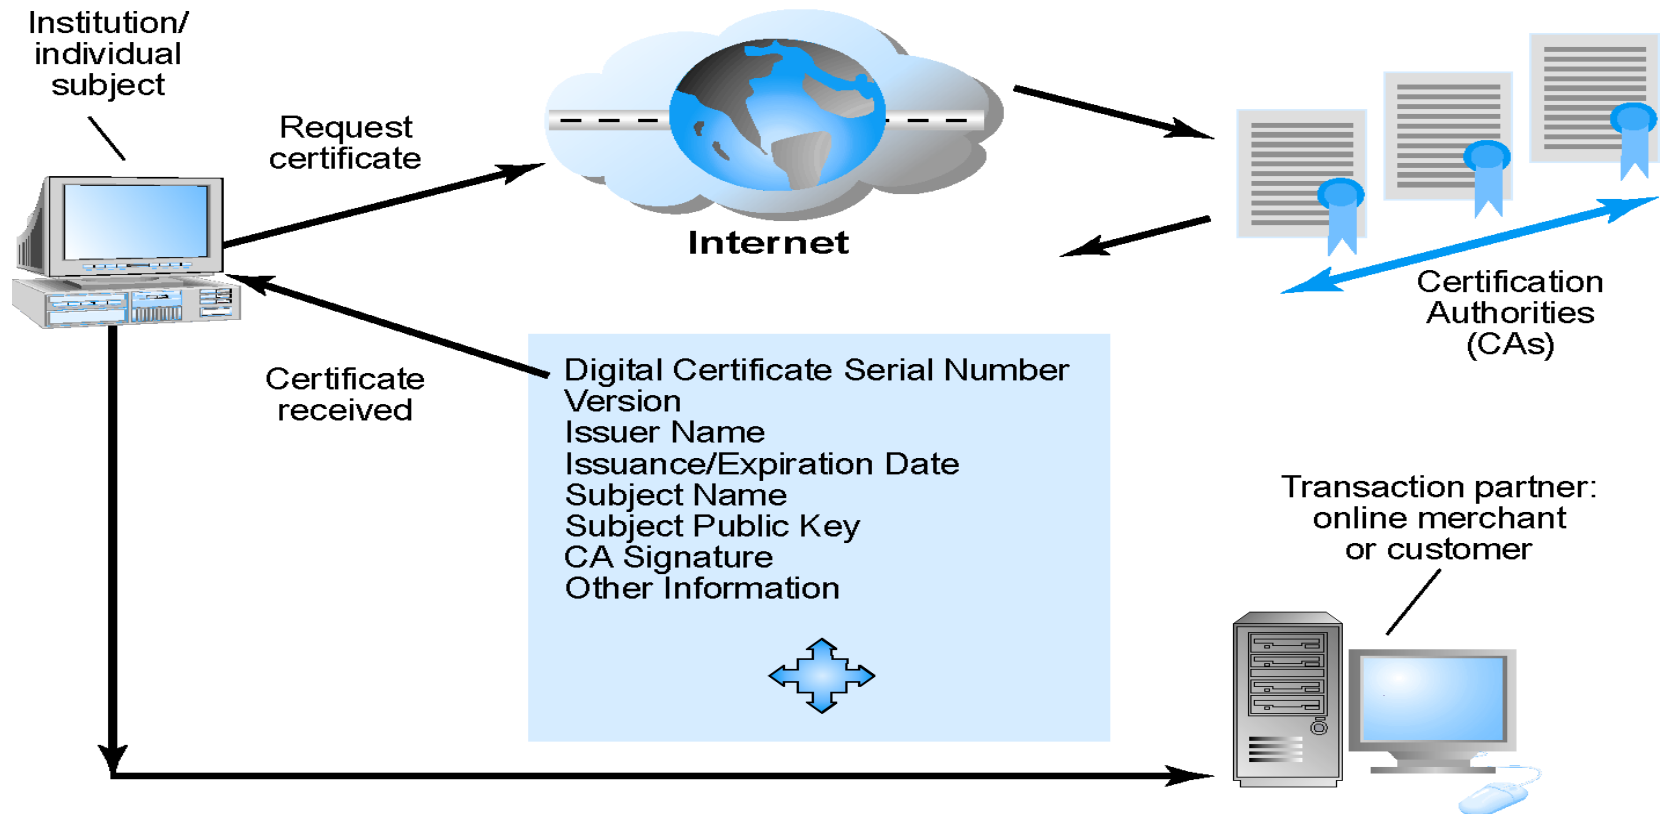 Institution/
individual
subject
Request
certificate
Internet
Certification
Authorities
(CAs)
Certificate
received
Digital Certificate Serial Number
Version
Issuer Name
Issuance/Expiration Date
Subject Name
Subject Public Key
CA Signature
Other Information
Transaction partner:
online merchant
or customer